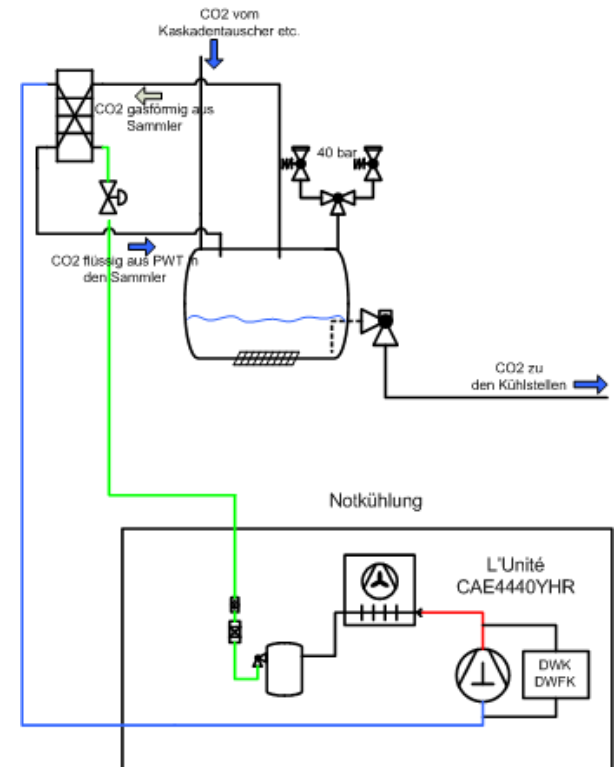 CO2 vom
Kaskadentauscher etc.
CO2 gasförmig aus
Sammler
40 bar
CO2 flüssig aus PWT in
den Sammler
CO2 zu
den Kühlstellen
Notkühlung
L'Unité
CAE4440YHR
DWK
DWFK